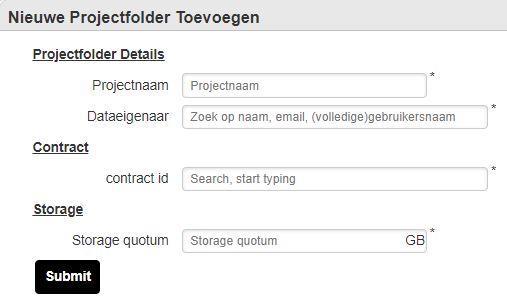 Nieuwe Projectfolder Toevoegen
Projectfolder Details
Projectnaam Projectnaam *
Dataeigenaar Zoek op naam, email, (volledige)gebruikersnaam *
Contract
contract id Search, start typing *
Storage
Storage quotum Storage quotum GB *
Submit